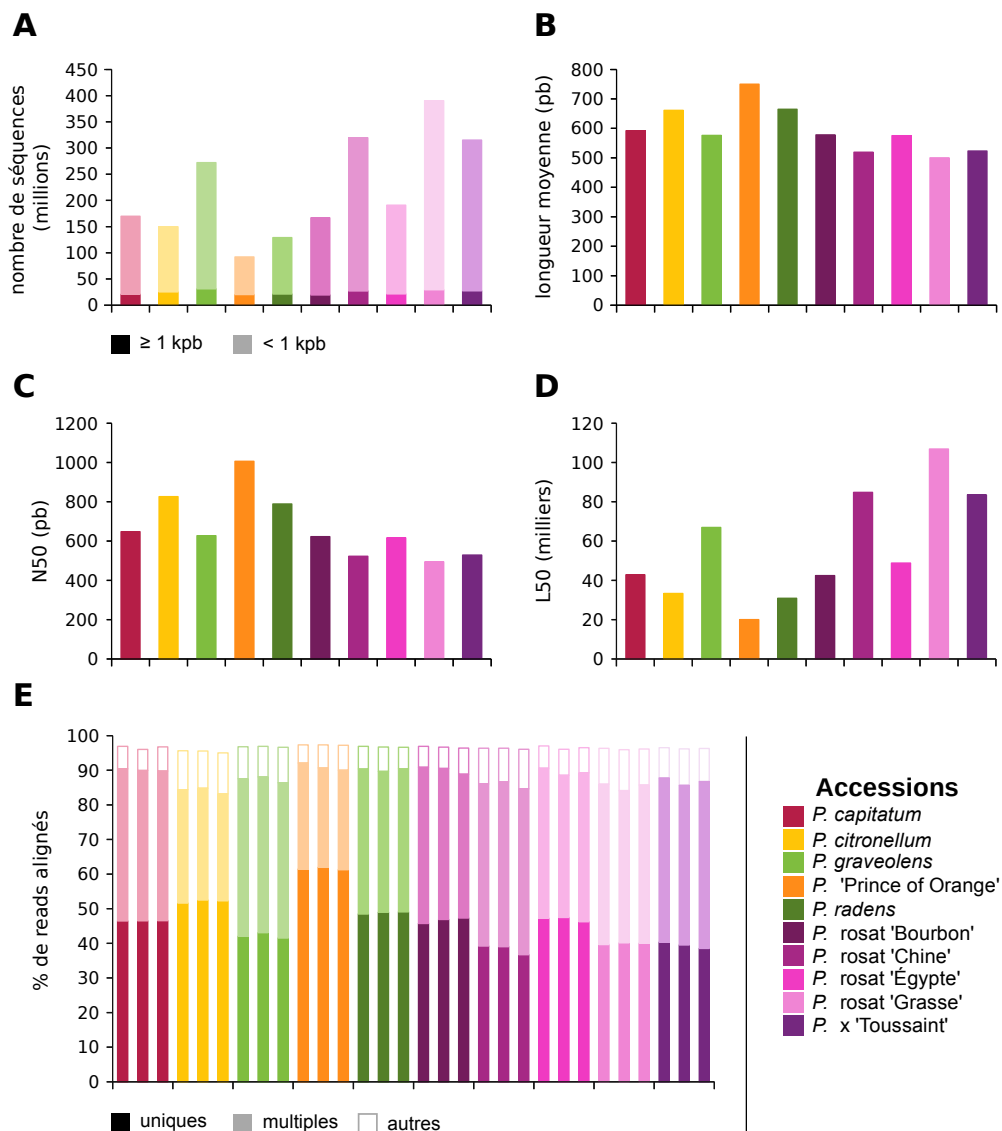 A
nombre de séquences
(millions)
450
400
350
300
250
200
150
100
50
0
≥ 1 kpb
< 1 kpb
B
longueur moyenne (pb)
800
700
600
500
400
300
200
100
0
C
N50 (pb)
1200
1000
800
600
400
200
0
D
L50 (milliers)
120
100
80
60
40
20
0
E
% de reads alignés
100
90
80
70
60
50
40
30
20
10
0
uniques
multiples
autres
Accessions
P. capitatum
P. citronellum
P. graveolens
P. 'Prince of Orange'
P. radens
P. rosat 'Bourbon'
P. rosat 'Chine'
P. rosat 'Égypte'
P. rosat 'Grasse'
P. x 'Toussaint'